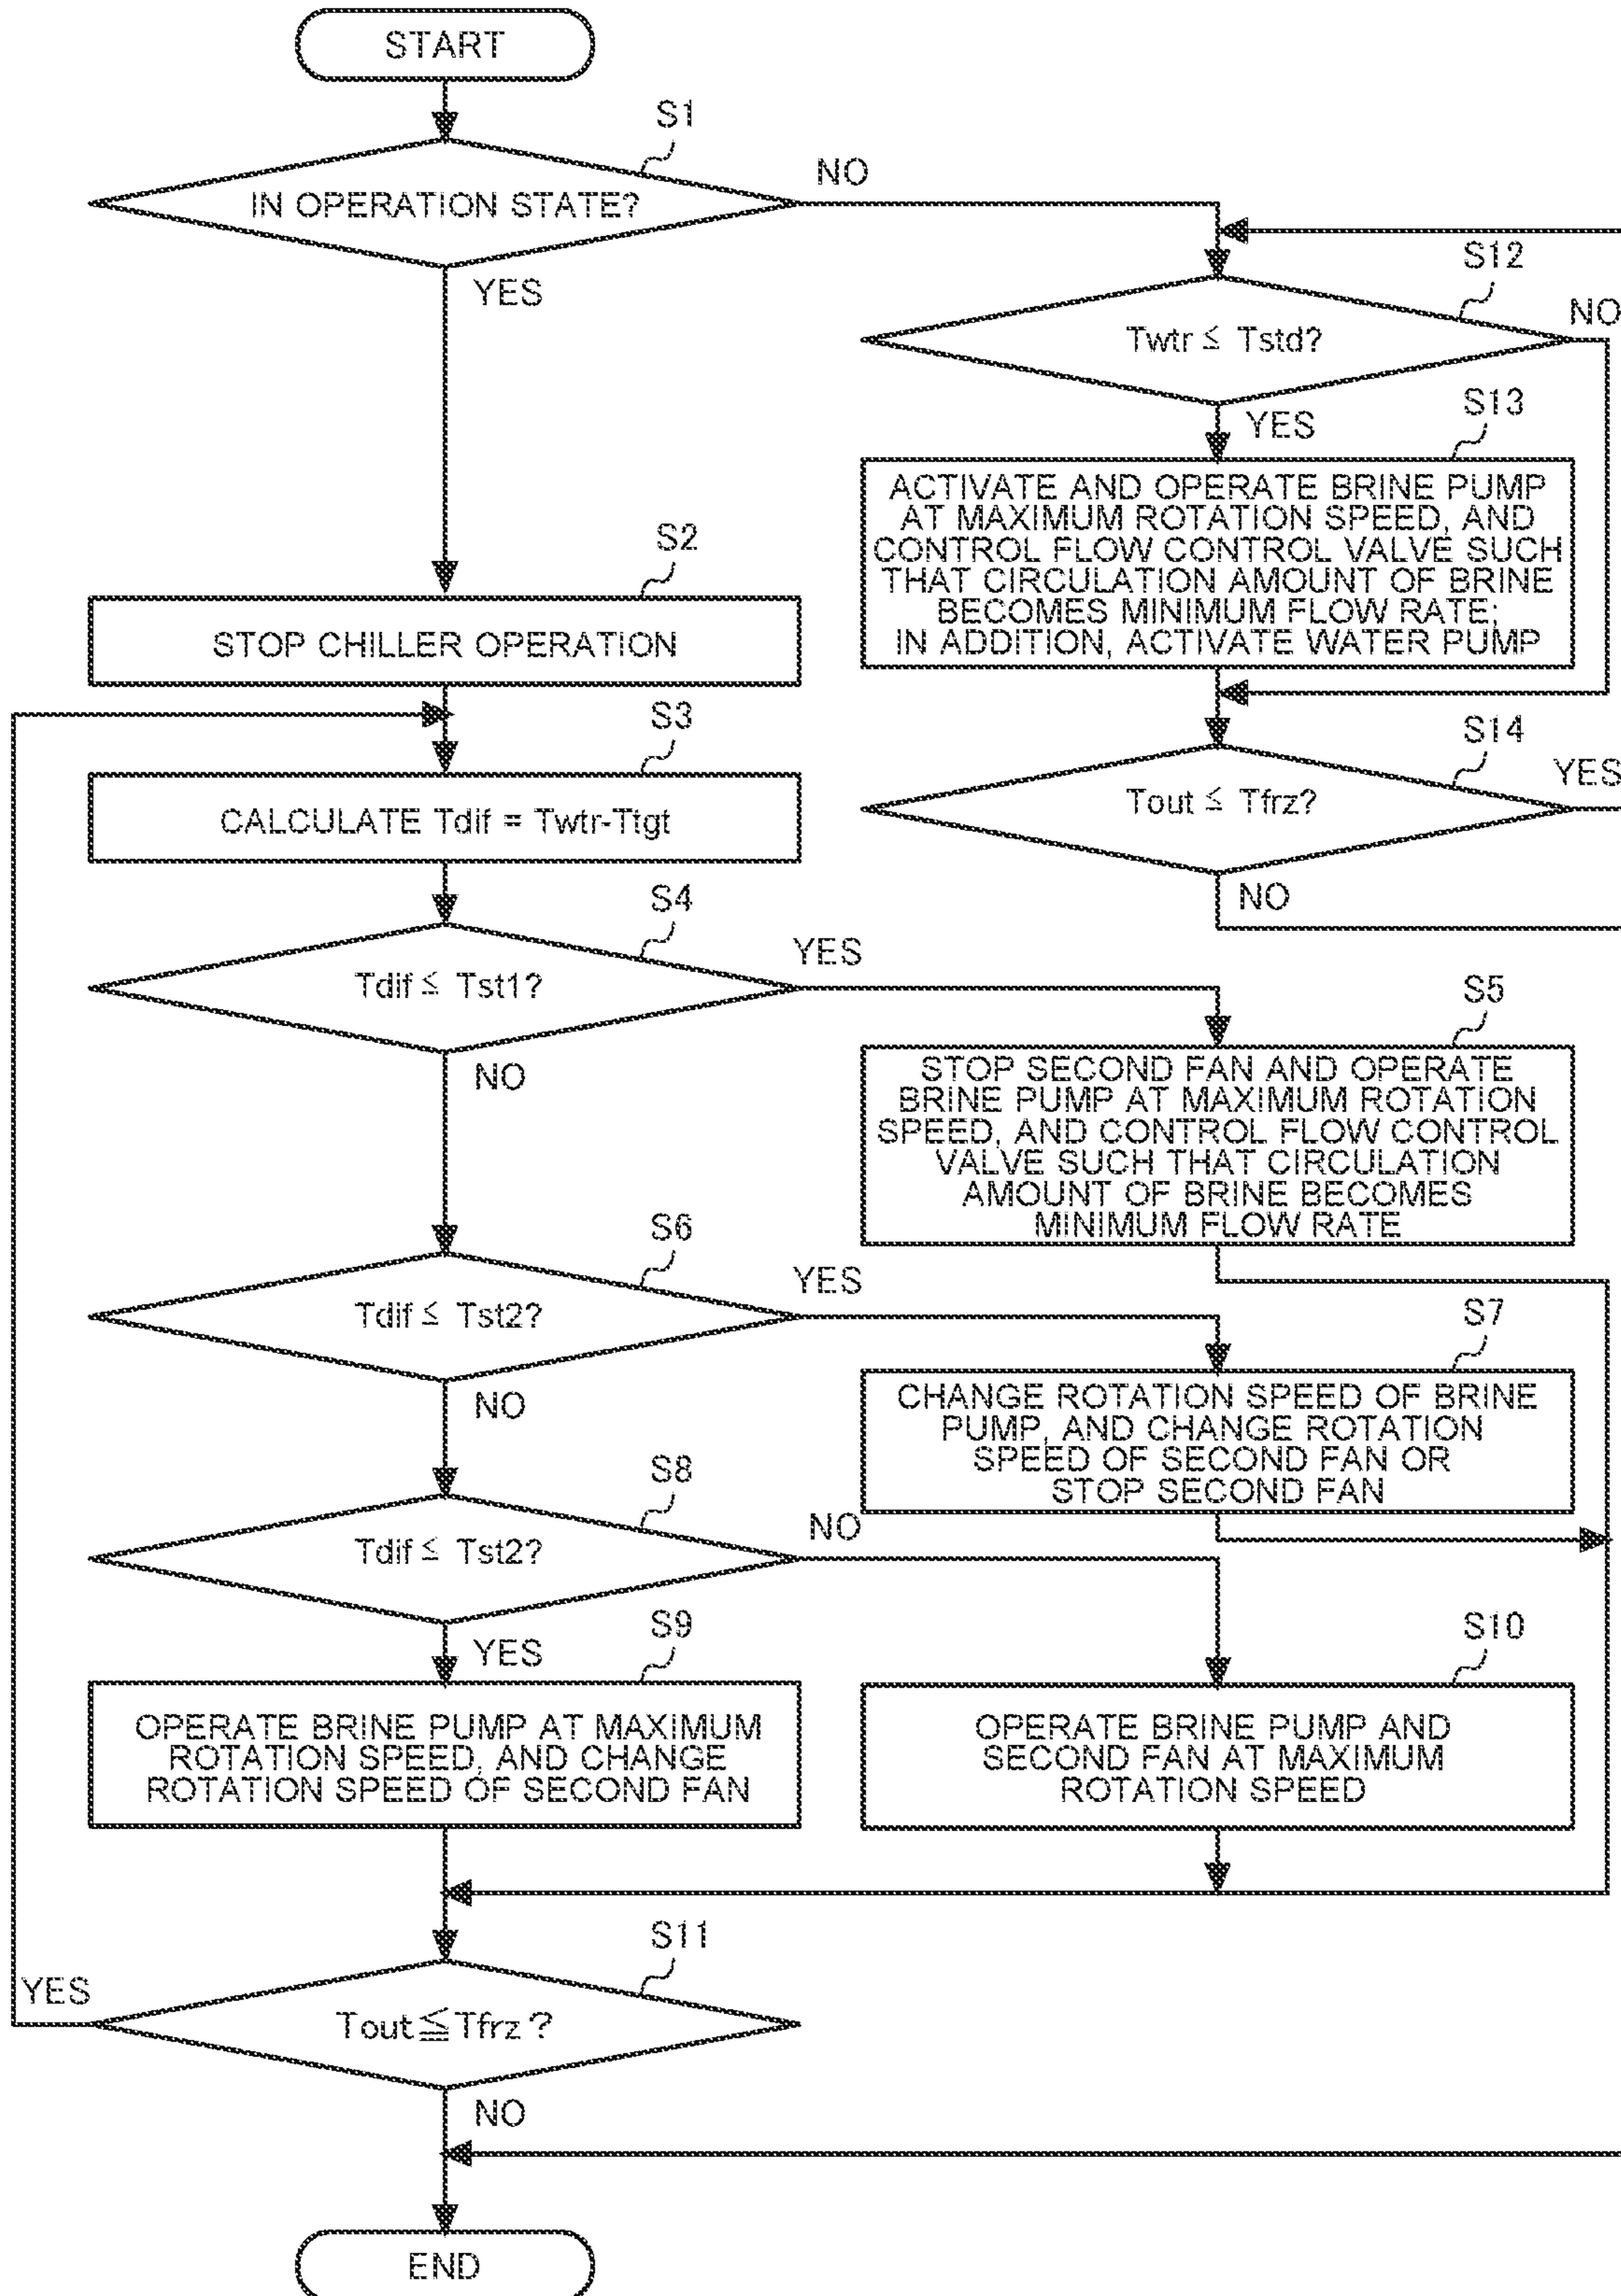 START
S1
IN OPERATION STATE?
NO
YES
S12
Twtr ≦ Tstd?
NO
YES
S13
ACTIVATE AND OPERATE BRINE PUMP
AT MAXIMUM ROTATION SPEED, AND
CONTROL FLOW CONTROL VALVE SUCH
THAT CIRCULATION AMOUNT OF BRINE
BECOMES MINIMUM FLOW RATE;
IN ADDITION, ACTIVATE WATER PUMP
S2
STOP CHILLER OPERATION
S3
CALCULATE Tdif = Twtr-Ttgt
S14
Tout ≦ Tfrz?
YES
NO
S4
Tdif ≦ Tst1?
YES
NO
S5
STOP SECOND FAN AND OPERATE
BRINE PUMP AT MAXIMUM ROTATION
SPEED, AND CONTROL FLOW CONTROL
VALVE SUCH THAT CIRCULATION
AMOUNT OF BRINE BECOMES
MINIMUM FLOW RATE
S6
Tdif ≦ Tst2?
YES
NO
S7
CHANGE ROTATION SPEED OF BRINE
PUMP, AND CHANGE ROTATION
SPEED OF SECOND FAN OR
STOP SECOND FAN
S8
Tdif ≦ Tst2?
NO
YES
S9
OPERATE BRINE PUMP AT MAXIMUM
ROTATION SPEED, AND CHANGE
ROTATION SPEED OF SECOND FAN
S10
OPERATE BRINE PUMP AND
SECOND FAN AT MAXIMUM
ROTATION SPEED
S11
Tout≦Tfrz?
YES
NO
END